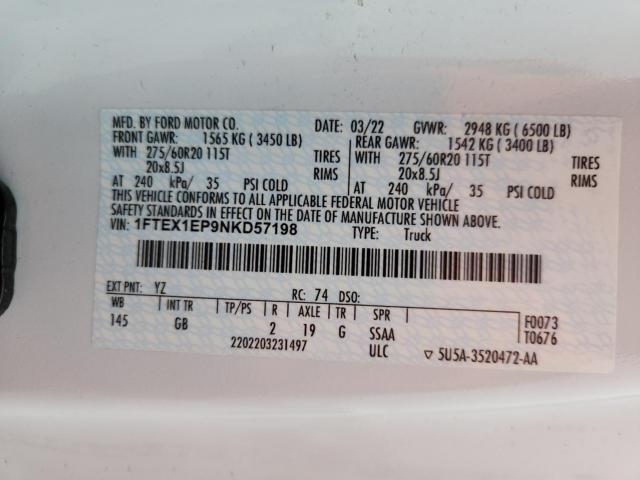 MFD. BY FORD MOTOR CO. DATE: 03/22 GVWR: 2948 KG ( 6500 LB)
FRONT GAWR: 1565 KG ( 3450 LB) REAR GAWR: 1542 KG ( 3400 LB)
WITH 275/60R20 115T TIRES WITH 275/60R20 115T TIRES
20x8.5J RIMS 20x8.5J RIMS
AT 240 kPa/ 35 PSI COLD AT 240 kPa/ 35 PSI COLD
THIS VEHICLE CONFORMS TO ALL APPLICABLE FEDERAL MOTOR VEHICLE
SAFETY STANDARDS IN EFFECT ON THE DATE OF MANUFACTURE SHOWN ABOVE.
VIN: 1FTEX1EP9NKD57198 TYPE: Truck
EXT PNT: YZ RC: 74 DSO:
WB INT TR TP/PS R AXLE TR SPR F0073
145 GB 2 19 G SSAA T0676
2202203231497 ULC ▽ 5U5A-3520472-AA